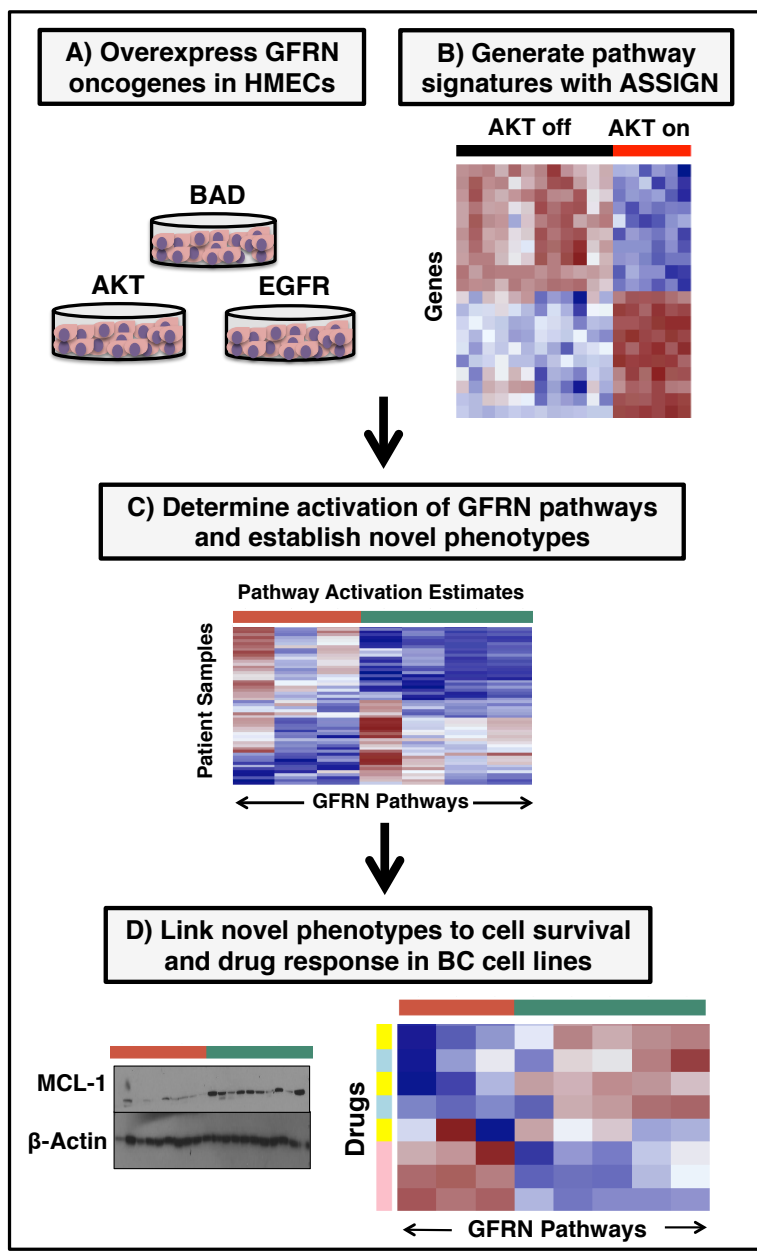 A) Overexpress GFRN
oncogenes in HMECs
B) Generate pathway
signatures with ASSIGN
AKT off
AKT on
BAD
AKT
EGFR
Genes
C) Determine activation of GFRN pathways
and establish novel phenotypes
Pathway Activation Estimates
Patient Samples
GFRN Pathways
D) Link novel phenotypes to cell survival
and drug response in BC cell lines
MCL-1
β-Actin
Drugs
GFRN Pathways